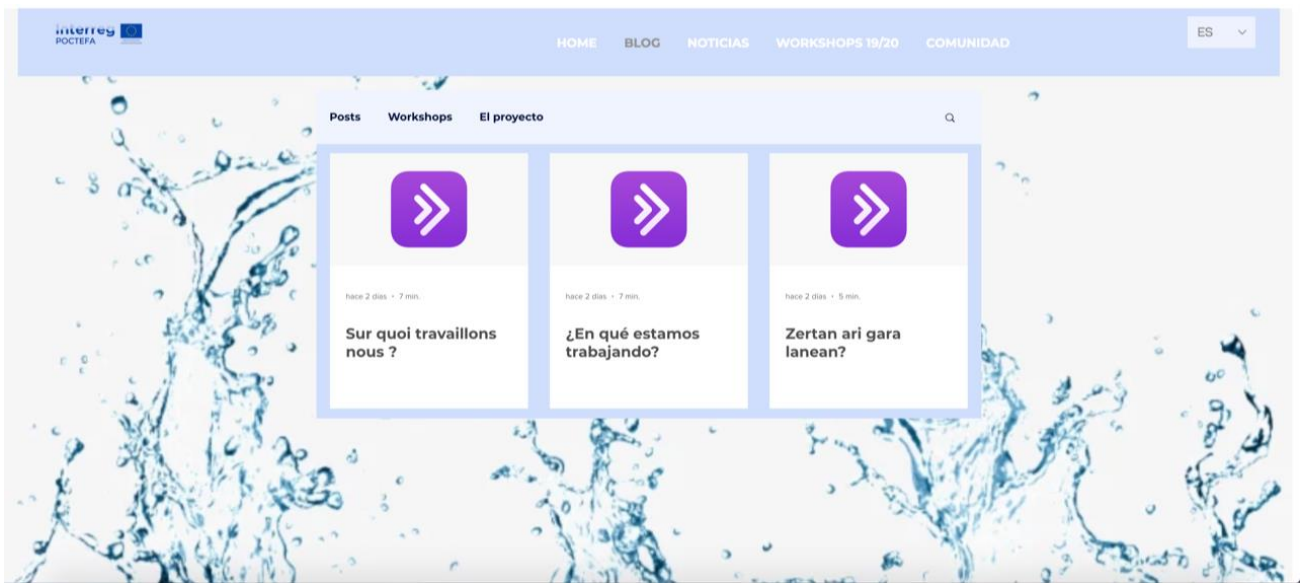 Interreg
POCTEFA
HOME BLOG NOTICIAS WORKSHOPS 19/20 COMUNIDAD
ES
Posts Workshops El proyecto
hace 2 días • 7 min.
Sur quoi travaillons
nous ?
hace 2 días • 7 min.
¿En qué estamos
trabajando?
hace 2 días • 5 min.
Zertan ari gara
lanean?